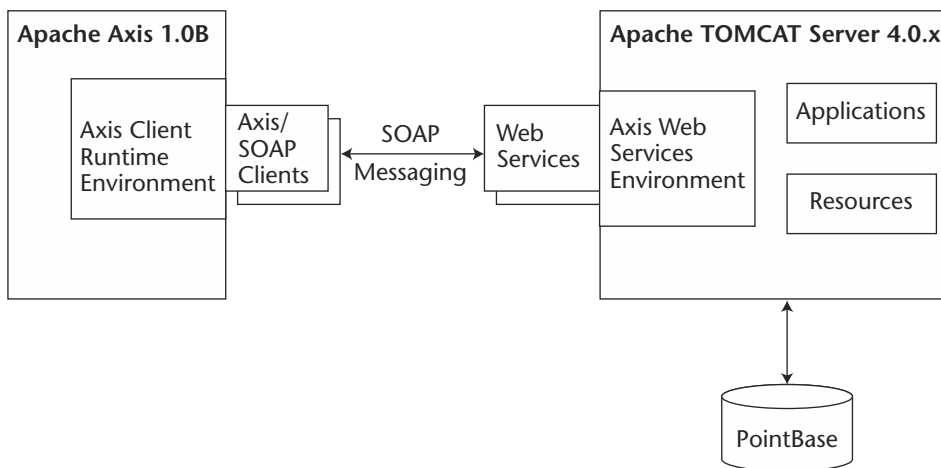 Apache Axis 1.0B
Axis Client
Runtime
Environment
Axis/
SOAP
Clients
SOAP
Messaging
Web
Services
Apache TOMCAT Server 4.0.x
Axis Web
Services
Environment
Applications
Resources
PointBase